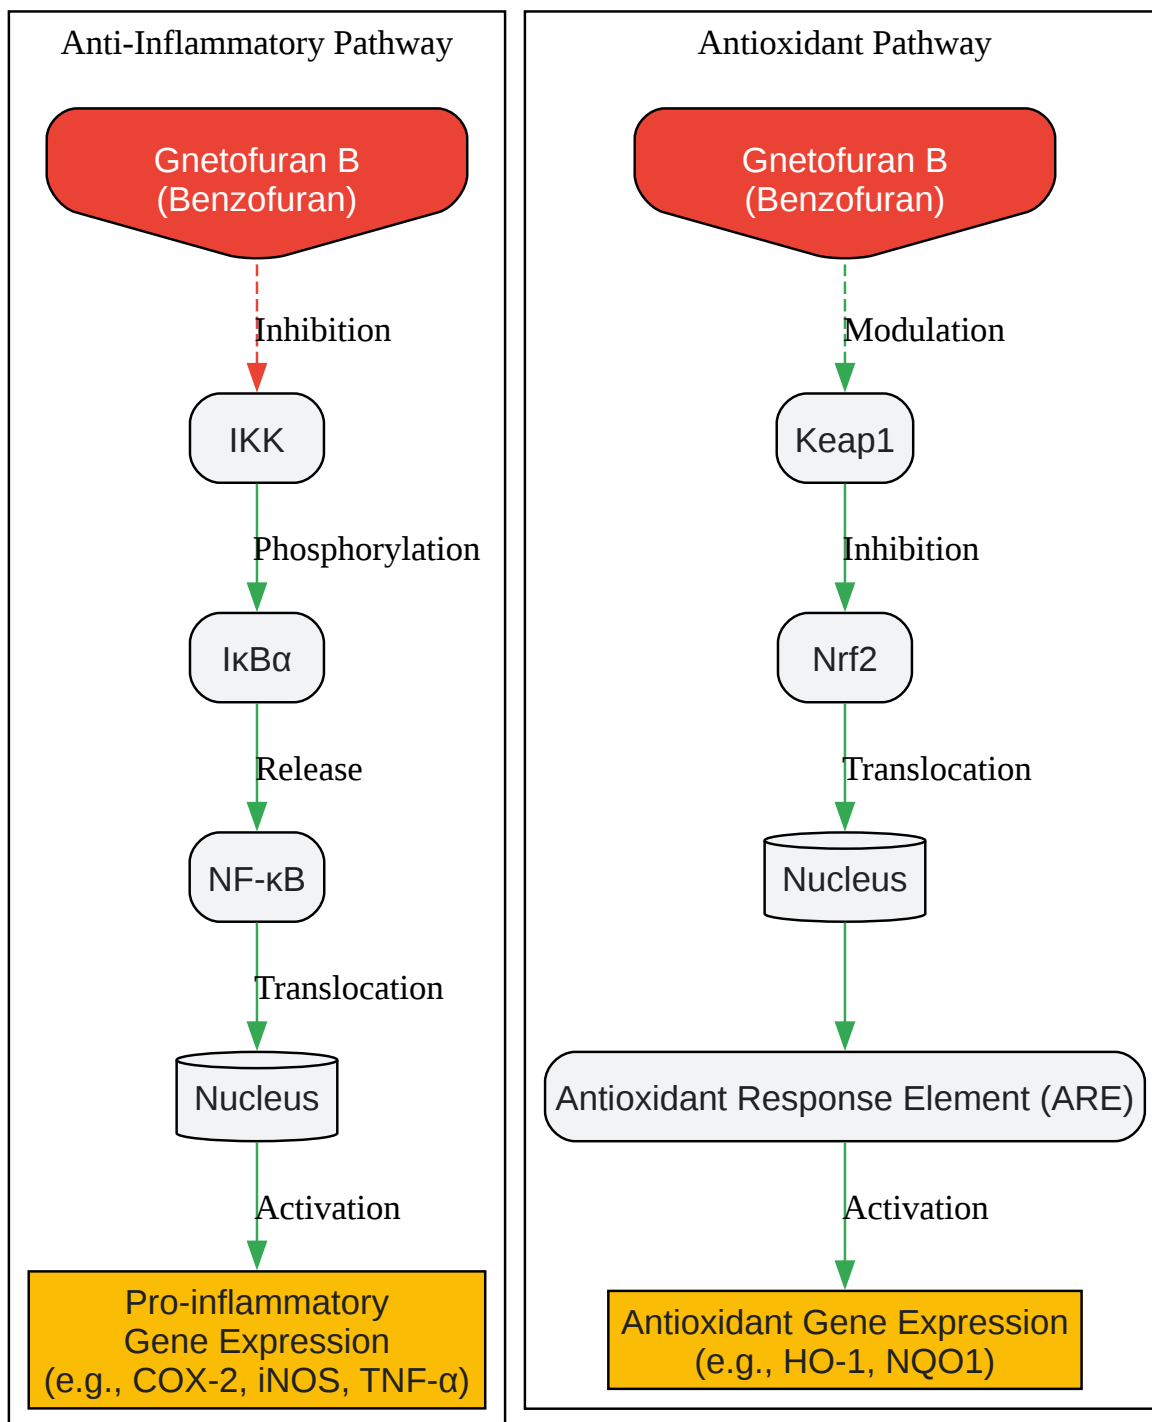 Anti-Inflammatory Pathway
Gnetofuran B
(Benzofuran)
Inhibition
IKK
Phosphorylation
IκBα
Release
NF-κB
Translocation
Nucleus
Activation
Pro-inflammatory
Gene Expression
(e.g., COX-2, iNOS, TNF-α)
Antioxidant Pathway
Gnetofuran B
(Benzofuran)
Modulation
Keap1
Inhibition
Nrf2
Translocation
Nucleus
Antioxidant Response Element (ARE)
Activation
Antioxidant Gene Expression
(e.g., HO-1, NQO1)